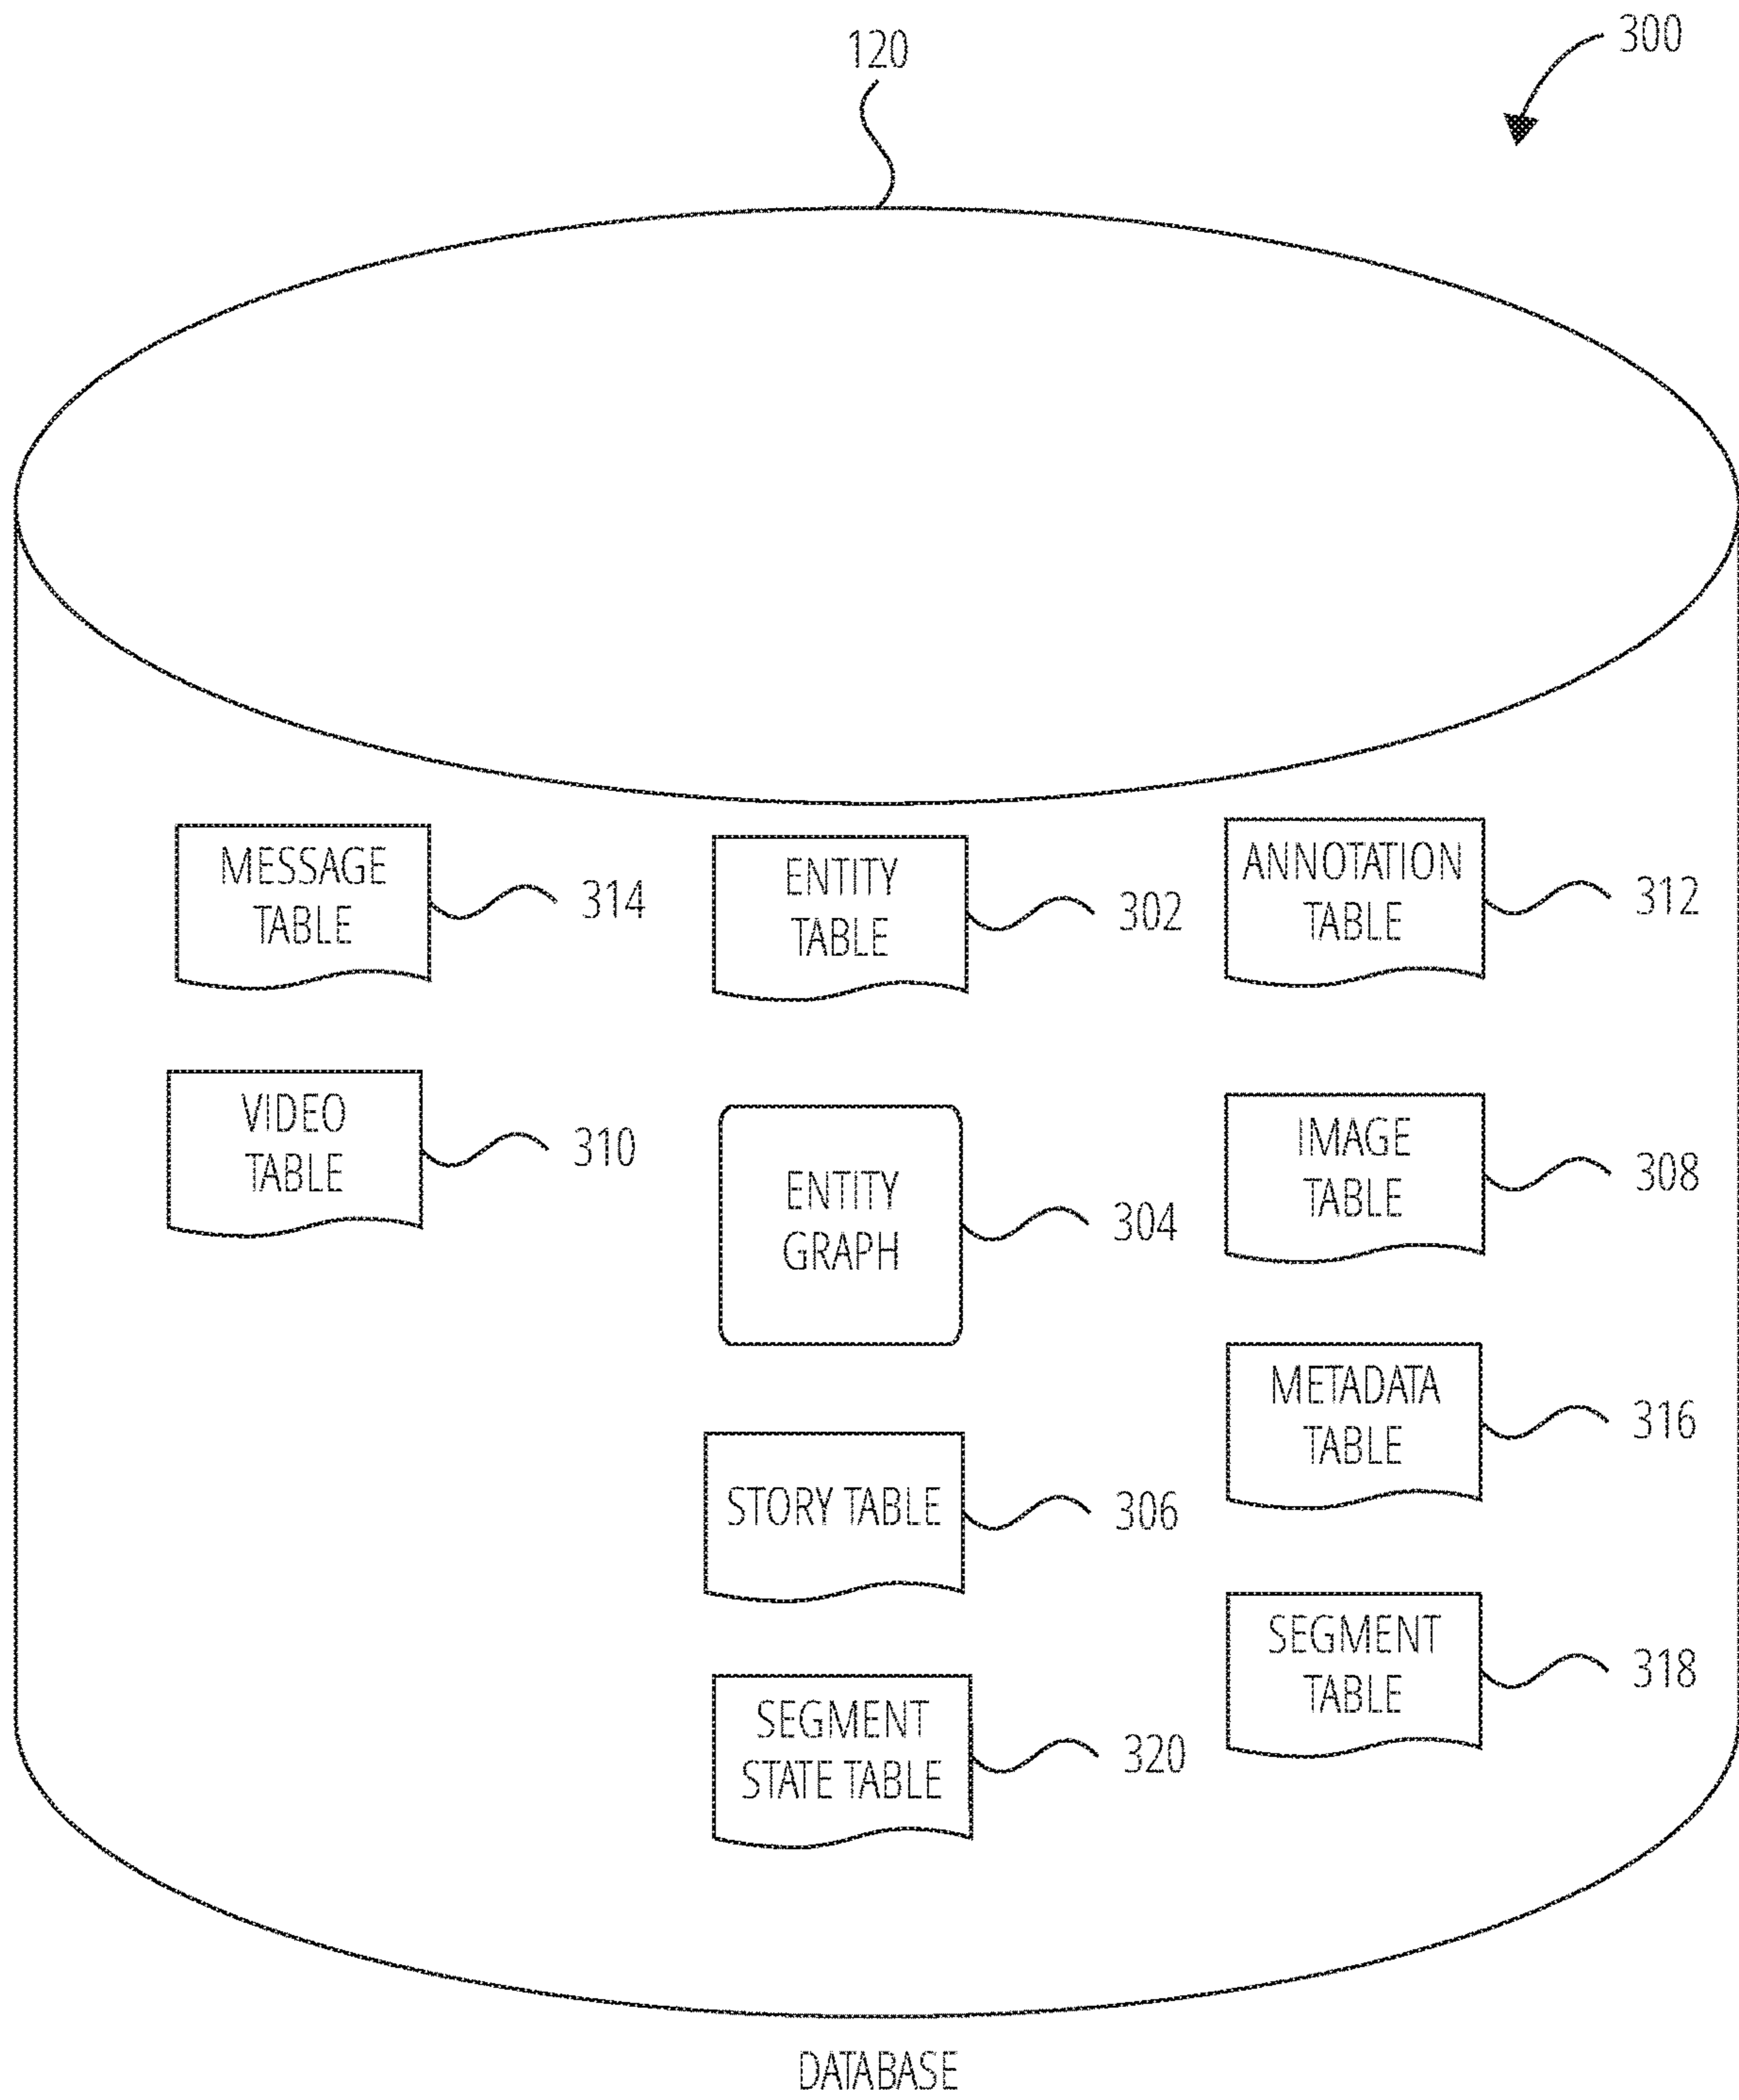 120
300
MESSAGE
TABLE
314
ENTITY
TABLE
302
ANNOTATION
TABLE
312
VIDEO
TABLE
310
ENTITY
GRAPH
304
IMAGE
TABLE
308
METADATA
TABLE
316
STORY TABLE
306
SEGMENT
TABLE
318
SEGMENT
STATE TABLE
320
DATABASE